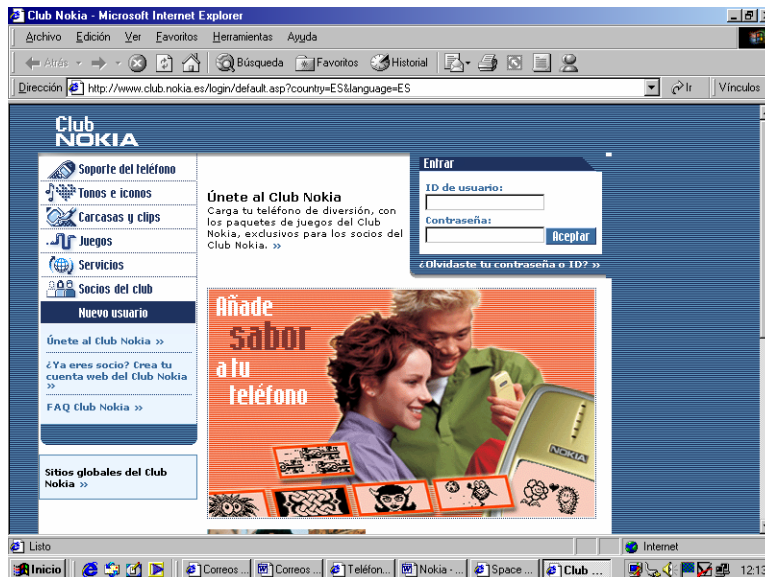 Club Nokia - Microsoft Internet Explorer
Archivo Edición Ver Favoritos Herramientas Ayuda
Atrás Búsqueda Favoritos Historial
Dirección http://www.club.nokia.es/login/default.asp?country=ES&language=ES Ir Vínculos
Club
NOKIA
Soporte del teléfono
Tonos e iconos
Carcasas y clips
Juegos
Servicios
Socios del club
Nuevo usuario
Únete al Club Nokia »
¿Ya eres socio? Crea tu
cuenta web del Club Nokia
»
FAQ Club Nokia »
Sitios globales del Club
Nokia »
Únete al Club Nokia
Carga tu teléfono de diversión, con
los paquetes de juegos del Club
Nokia, exclusivos para los socios del
Club Nokia. »
Entrar
ID de usuario:
Contraseña:
Aceptar
¿Olvidaste tu contraseña o ID? »
Añade
sabor
a tu
teléfono
NOKIA
Listo Internet
Inicio Correos ... Correos ... Teléfon... Nokia - ... Space ... Club ... 12:13